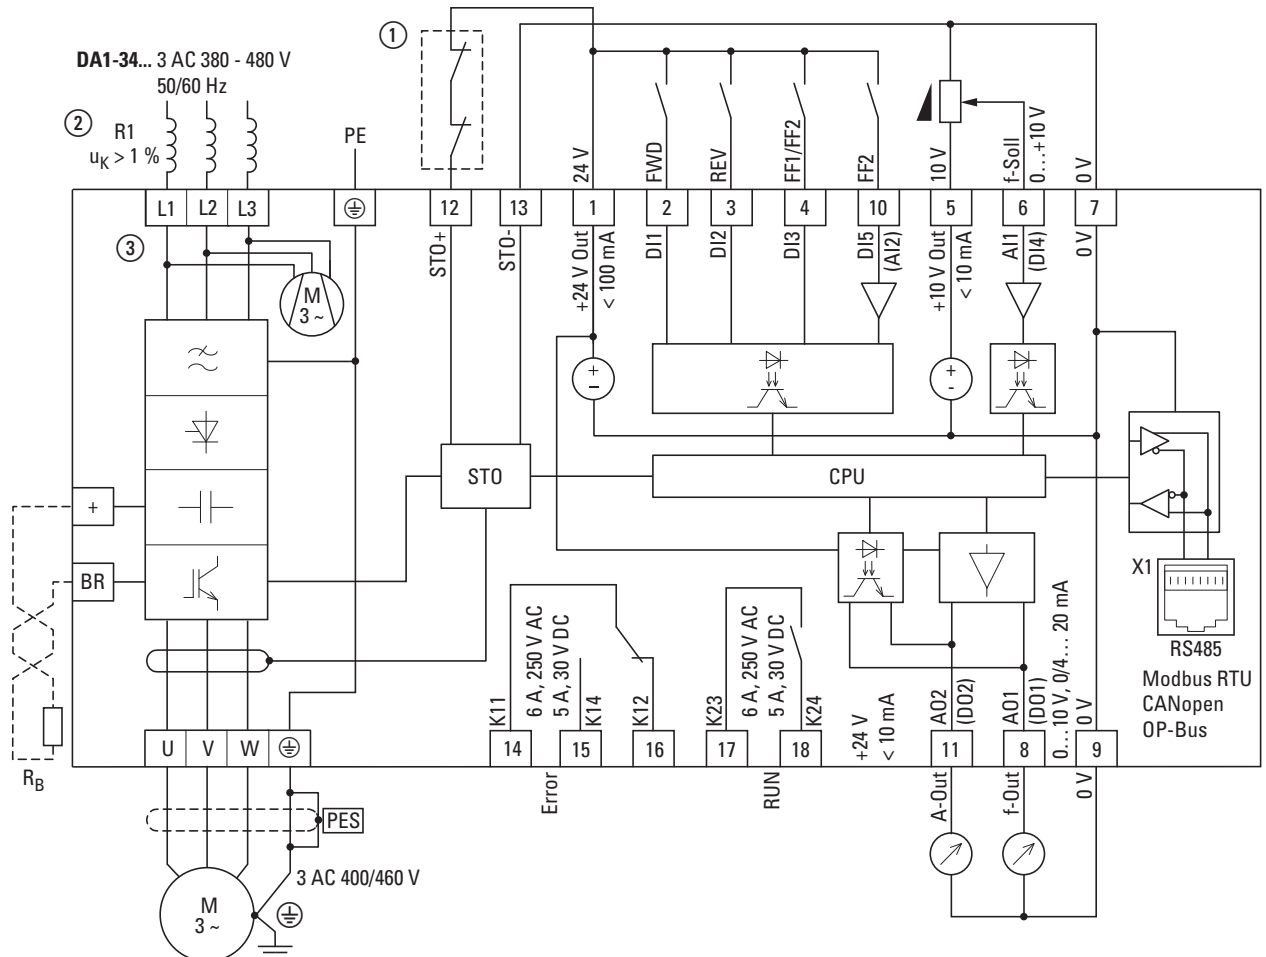 DA1-34... 3 AC 380 - 480 V
50/60 Hz
1
2
R1
uK > 1 %
PE
24 V
FWD
REV
FF1/FF2
FF2
10 V
f-Soll
0…+10 V
0 V
L1 L2 L3
12
13
1
2
3
4
10
5
6
7
3
STO+
STO-
+24 V Out
< 100 mA
DI1
DI2
DI3
DI5
(AI2)
+10 V Out
< 10 mA
AI1
(DI4)
0 V
M
3 ~
+
−
+
-
STO
CPU
+
BR
X1
RS485
Modbus RTU
CANopen
OP-Bus
K11
6 A, 250 V AC
5 A, 30 V DC
K14
K12
K23
6 A, 250 V AC
5 A, 30 V DC
K24
+24 V
< 10 mA
AO2
(DO2)
AO1
(DO1)
0…10 V, 0/4… 20 mA
0 V
U V W
14
15
16
17
18
11
8
9
RB
Error
RUN
A-Out
f-Out
0 V
PES
3 AC 400/460 V
M
3 ~